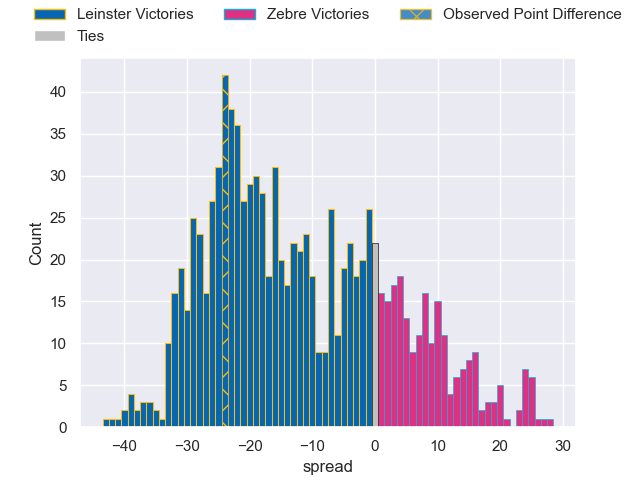 Leinster Victories Zebre Victories Observed Point Difference
Ties
40
35
30
25
20
15
10
5
0
Count
−40 −30 −20 −10 0 10 20 30
spread